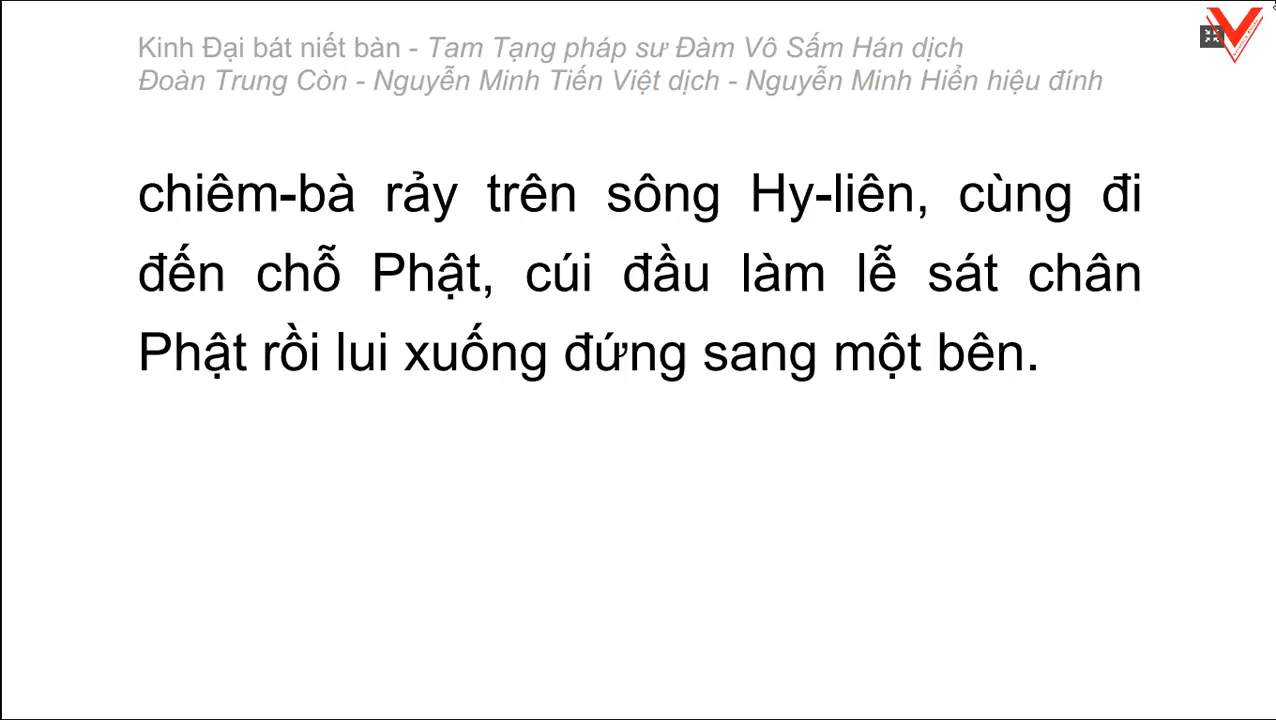 Kinh Đại bát niết bàn - Tam Tạng pháp sư Đàm Vô Sấm Hán dịch
Đoàn Trung Còn - Nguyễn Minh Tiến Việt dịch - Nguyễn Minh Hiển hiệu đính
chiêm-bà rảy trên sông Hy-liên, cùng đi
đến chỗ Phật, cúi đầu làm lễ sát chân
Phật rồi lui xuống đứng sang một bên.